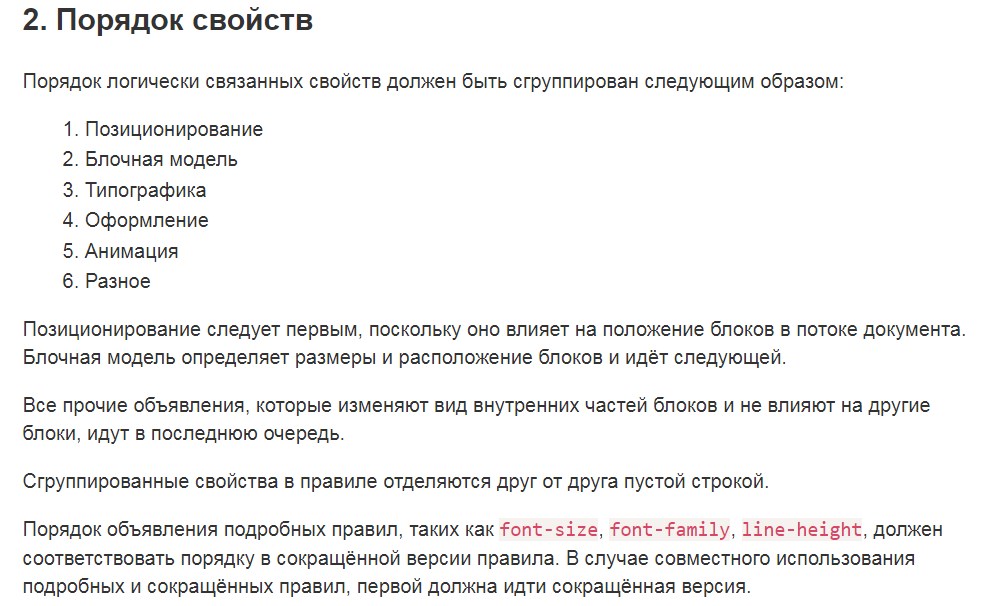 2. Порядок свойств
Порядок логически связанных свойств должен быть сгруппирован следующим образом:
1. Позиционирование
2. Блочная модель
3. Типографика
4. Оформление
5. Анимация
6. Разное
Позиционирование следует первым, поскольку оно влияет на положение блоков в потоке документа.
Блочная модель определяет размеры и расположение блоков и идёт следующей.
Все прочие объявления, которые изменяют вид внутренних частей блоков и не влияют на другие
блоки, идут в последнюю очередь.
Сгруппированные свойства в правиле отделяются друг от друга пустой строкой.
Порядок объявления подробных правил, таких как font-size, font-family, line-height, должен
соответствовать порядку в сокращённой версии правила. В случае совместного использования
подробных и сокращённых правил, первой должна идти сокращённая версия.